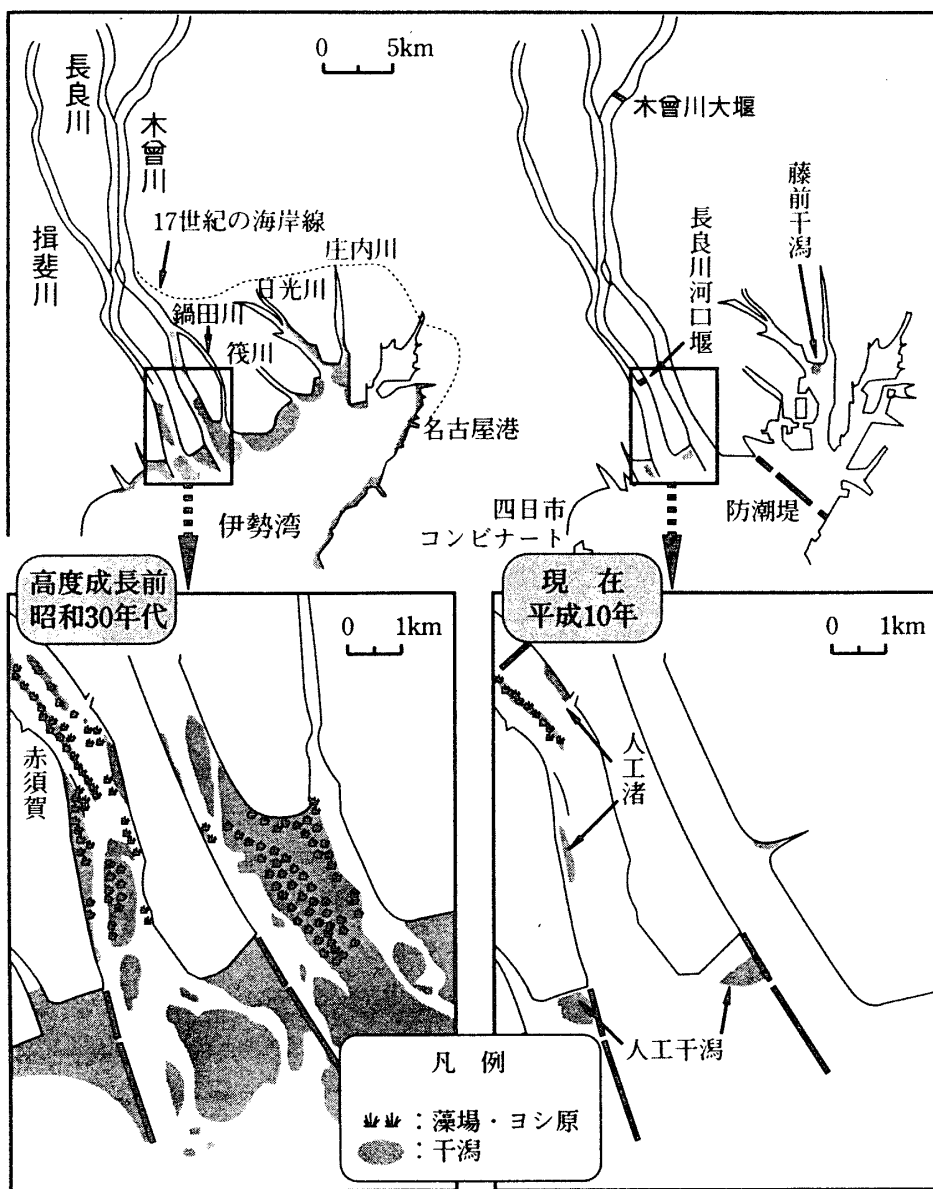 0 5km
長良川
木曾川
揖斐川
17世紀の海岸線
庄内川
日光川
鍋田川
筏川
名古屋港
伊勢湾
木曾川大堰
藤前干潟
長良川河口堰
四日市
コンビナート
防潮堤
高度成長前
昭和30年代
0 1km
赤須賀
現在
平成10年
0 1km
人工渚
人工干潟
凡例
:藻場・ヨシ原
:干潟